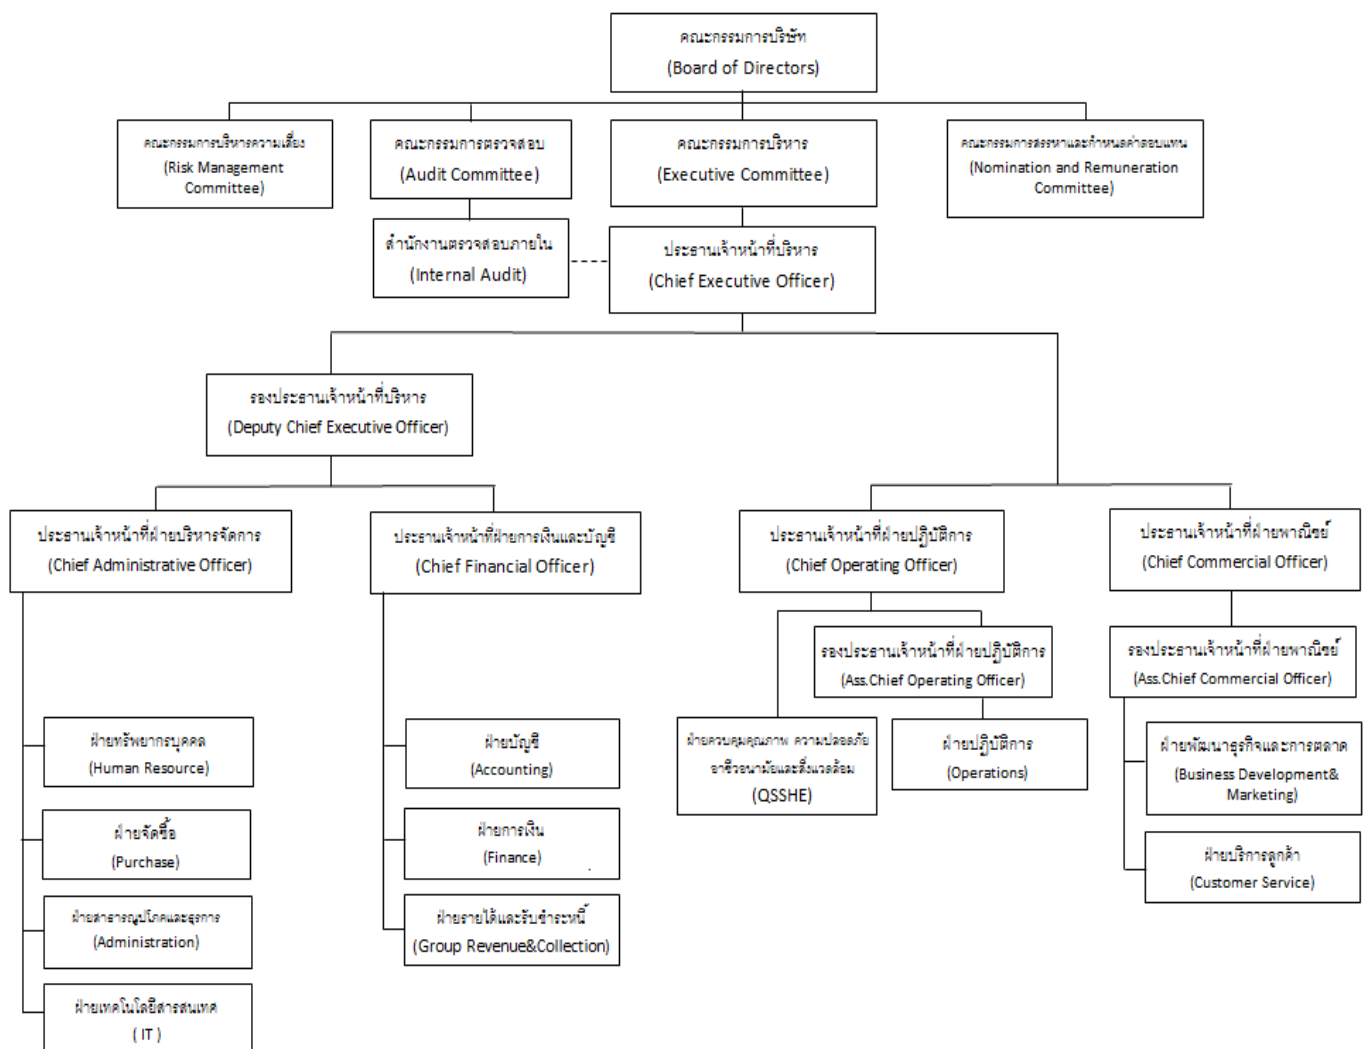 คณะกรรมการบริษัท
(Board of Directors)
คณะกรรมการบริหารความเสี่ยง
(Risk Management
Committee)
คณะกรรมการตรวจสอบ
(Audit Committee)
คณะกรรมการบริหาร
(Executive Committee)
คณะกรรมการสรรหาและกำหนดค่าตอบแทน
(Nomination and Remuneration
Committee)
สำนักงานตรวจสอบภายใน
(Internal Audit)
ประธานเจ้าหน้าที่บริหาร
(Chief Executive Officer)
รองประธานเจ้าหน้าที่บริหาร
(Deputy Chief Executive Officer)
ประธานเจ้าหน้าที่ฝ่ายบริหารจัดการ
(Chief Administrative Officer)
ประธานเจ้าหน้าที่ฝ่ายการเงินและบัญชี
(Chief Financial Officer)
ประธานเจ้าหน้าที่ฝ่ายปฏิบัติการ
(Chief Operating Officer)
ประธานเจ้าหน้าที่ฝ่ายพาณิชย์
(Chief Commercial Officer)
รองประธานเจ้าหน้าที่ฝ่ายปฏิบัติการ
(Ass.Chief Operating Officer)
รองประธานเจ้าหน้าที่ฝ่ายพาณิชย์
(Ass.Chief Commercial Officer)
ฝ่ายทรัพยากรบุคคล
(Human Resource)
ฝ่ายบัญชี
(Accounting)
ฝ่ายควบคุมคุณภาพ ความปลอดภัย
อาชีวอนามัยและสิ่งแวดล้อม
(QSSHE)
ฝ่ายปฏิบัติการ
(Operations)
ฝ่ายพัฒนาธุรกิจและการตลาด
(Business Development&
Marketing)
ฝ่ายจัดซื้อ
(Purchase)
ฝ่ายการเงิน
(Finance)
ฝ่ายบริการลูกค้า
(Customer Service)
ฝ่ายสาธารณูปโภคและธุรการ
(Administration)
ฝ่ายรายได้และรับชำระหนี้
(Group Revenue&Collection)
ฝ่ายเทคโนโลยีสารสนเทศ
( IT )